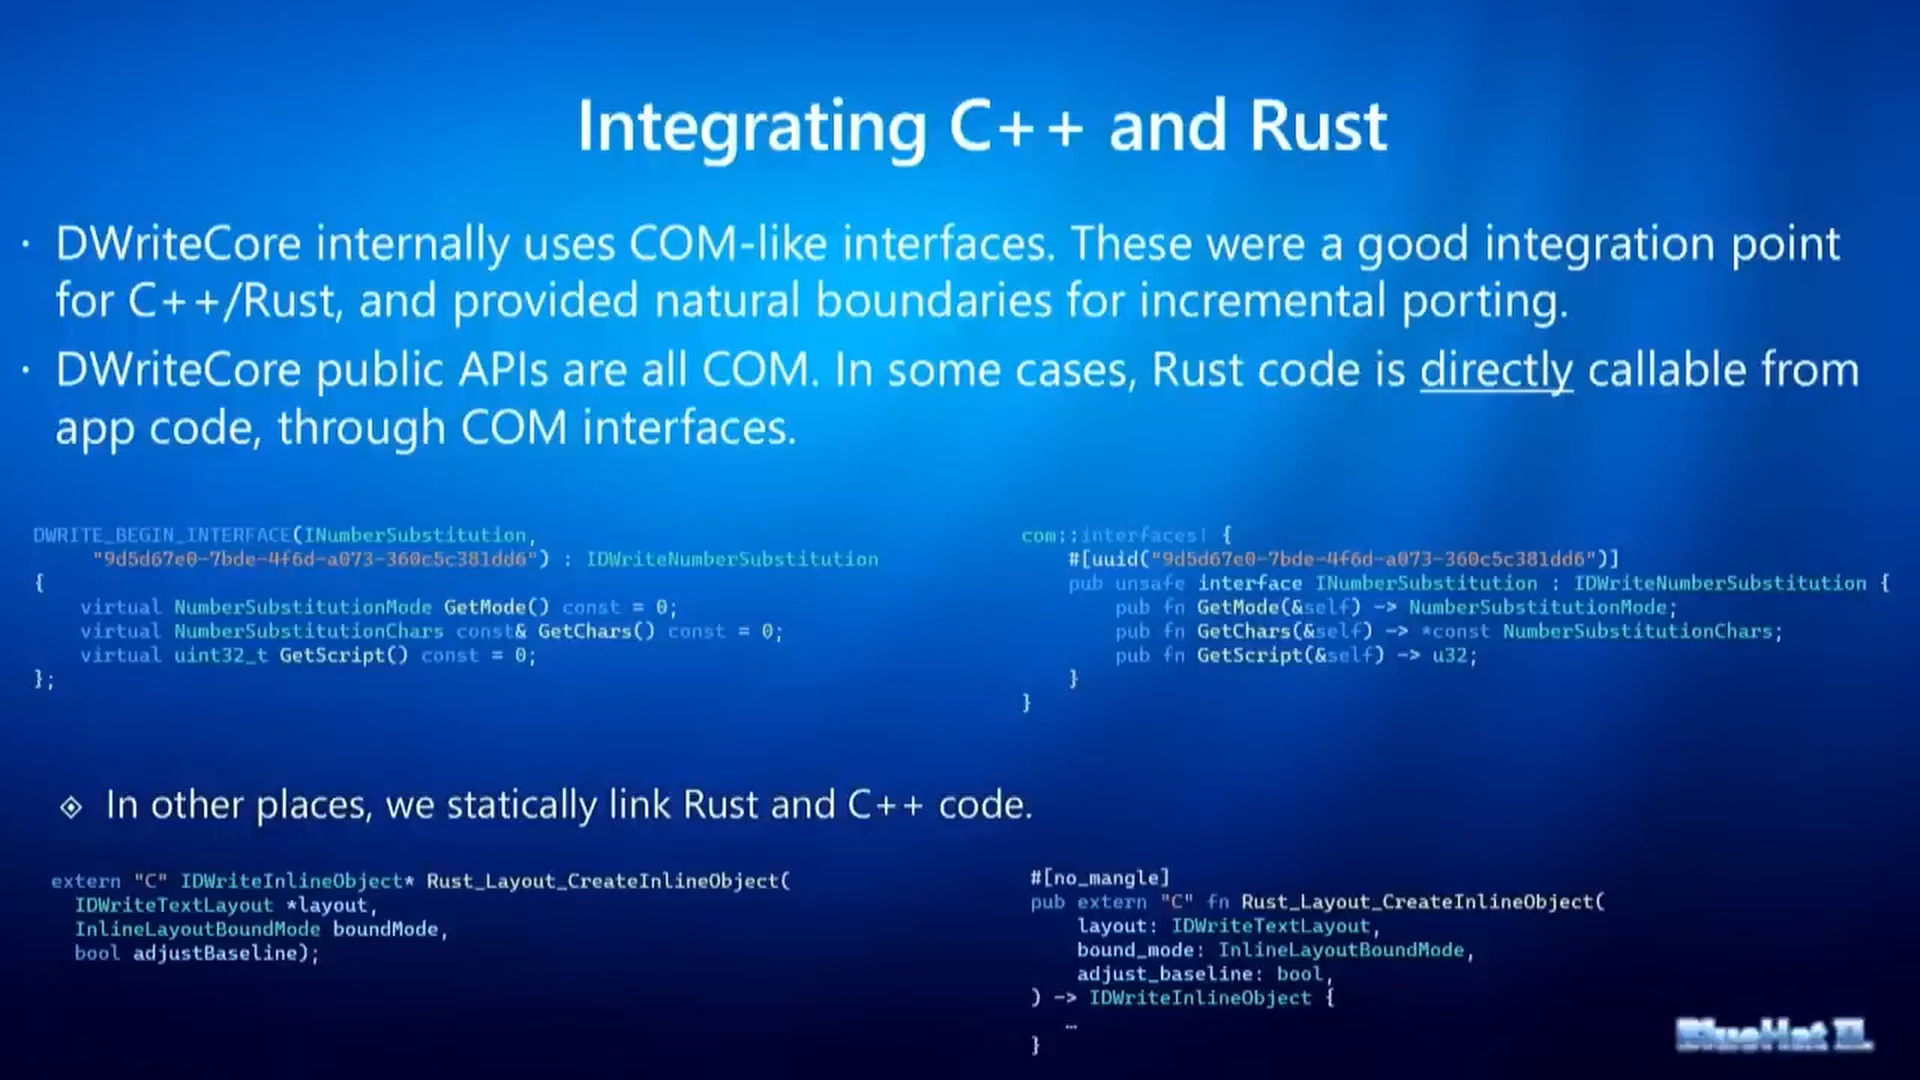 Integrating C++ and Rust
· DWriteCore internally uses COM-like interfaces. These were a good integration point
for C++/Rust, and provided natural boundaries for incremental porting.
· DWriteCore public APIs are all COM. In some cases, Rust code is directly callable from
app code, through COM interfaces.
DWRITE_BEGIN_INTERFACE(INumberSubstitution,
"9d5d67e0-7bde-4f6d-a073-360c5c381dd6") : IDWriteNumberSubstitution
{
virtual NumberSubstitutionMode GetMode() const = 0;
virtual NumberSubstitutionChars const& GetChars() const = 0;
virtual uint32_t GetScript() const = 0;
};
com::interfaces! {
#[uuid("9d5d67e0-7bde-4f6d-a073-360c5c381dd6")]
pub unsafe interface INumberSubstitution : IDWriteNumberSubstitution {
pub fn GetMode(&self) -> NumberSubstitutionMode;
pub fn GetChars(&self) -> *const NumberSubstitutionChars;
pub fn GetScript(&self) -> u32;
}
}
In other places, we statically link Rust and C++ code.
extern "C" IDWriteInlineObject* Rust_Layout_CreateInlineObject(
IDWriteTextLayout *layout,
InlineLayoutBoundMode boundMode,
bool adjustBaseline);
#[no_mangle]
pub extern "C" fn Rust_Layout_CreateInlineObject(
layout: IDWriteTextLayout,
bound_mode: InlineLayoutBoundMode,
adjust_baseline: bool,
) -> IDWriteInlineObject {
…
}
BlueHat IL